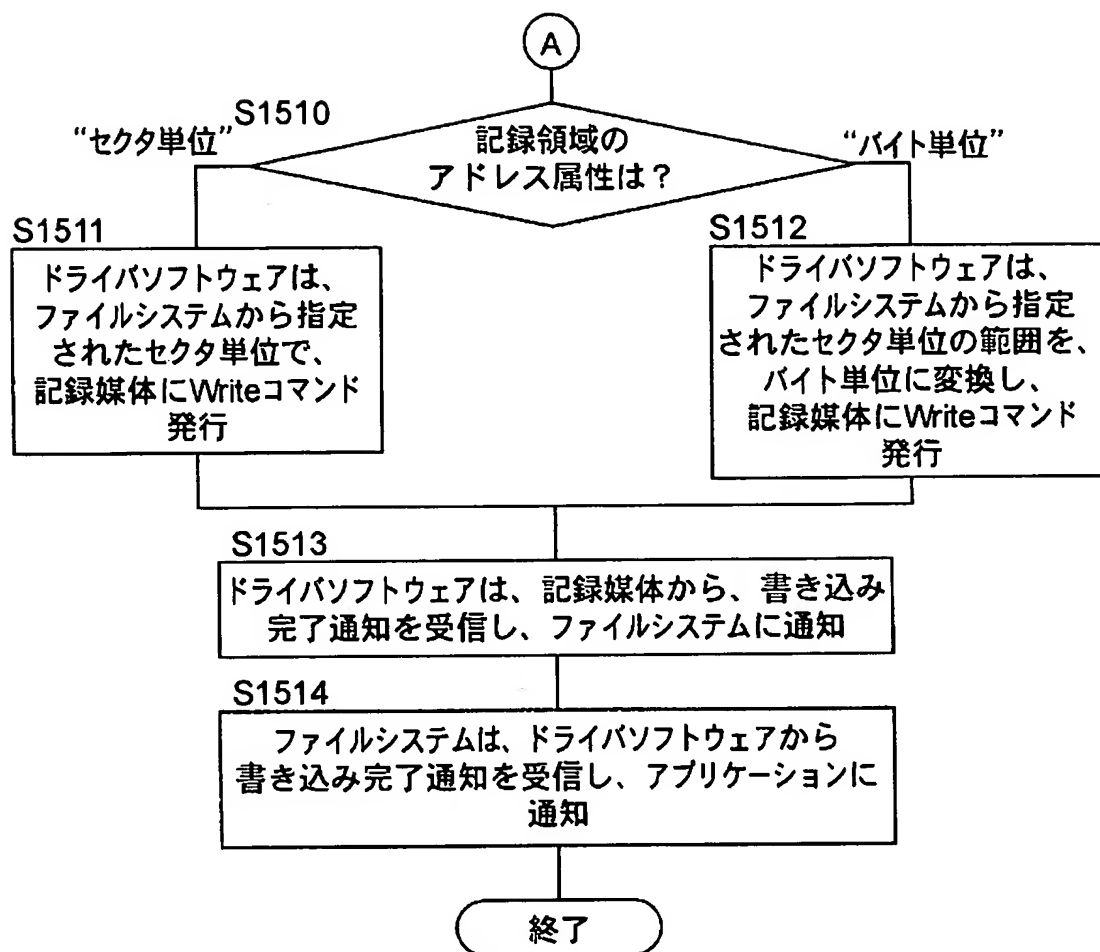 A
S1510
“セクタ単位”
記録領域の
アドレス属性は？
“バイト単位”
S1511
ドライバソフトウェアは、
ファイルシステムから指定
されたセクタ単位で、
記録媒体にWriteコマンド
発行
S1512
ドライバソフトウェアは、
ファイルシステムから指定
されたセクタ単位の範囲を、
バイト単位に変換し、
記録媒体にWriteコマンド
発行
S1513
ドライバソフトウェアは、記録媒体から、書き込み
完了通知を受信し、ファイルシステムに通知
S1514
ファイルシステムは、ドライバソフトウェアから
書き込み完了通知を受信し、アプリケーションに
通知
終了